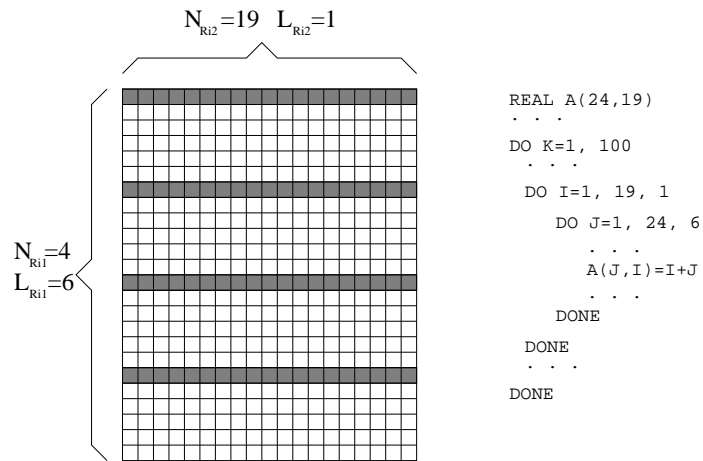 N_Ri2=19 L_Ri2=1
N_Ri1=4
L_Ri1=6
REAL A(24,19)
. . .
DO K=1, 100
. . .
DO I=1, 19, 1
DO J=1, 24, 6
. . .
A(J,I)=I+J
. . .
DONE
DONE
. . .
DONE